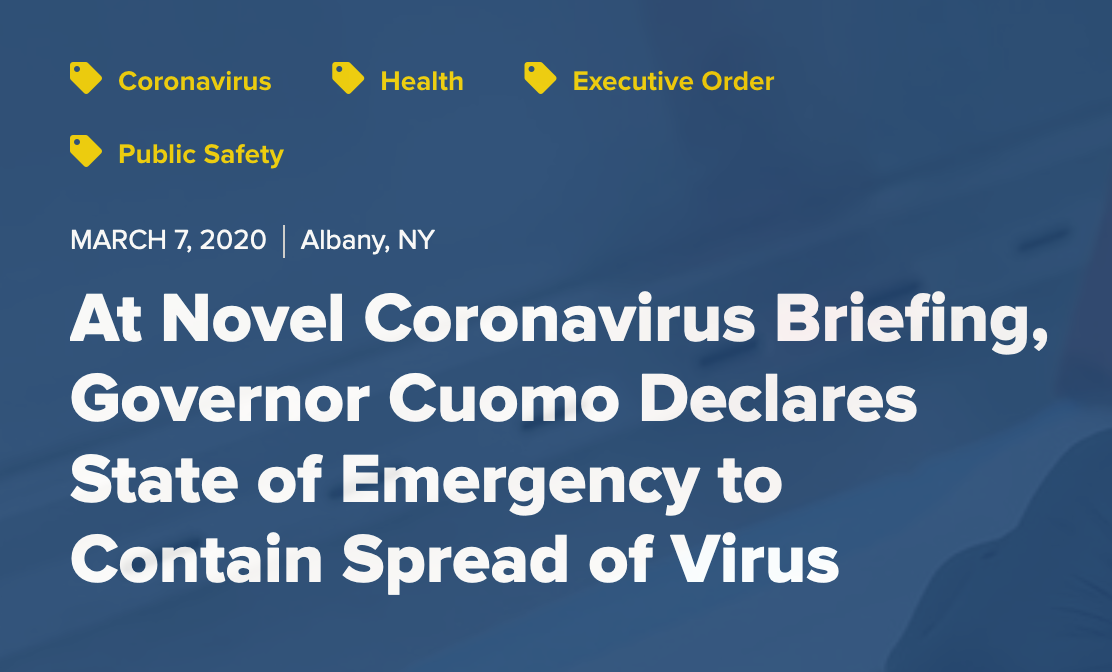 Coronavirus Health Executive Order
Public Safety
MARCH 7, 2020 | Albany, NY
At Novel Coronavirus Briefing,
Governor Cuomo Declares
State of Emergency to
Contain Spread of Virus